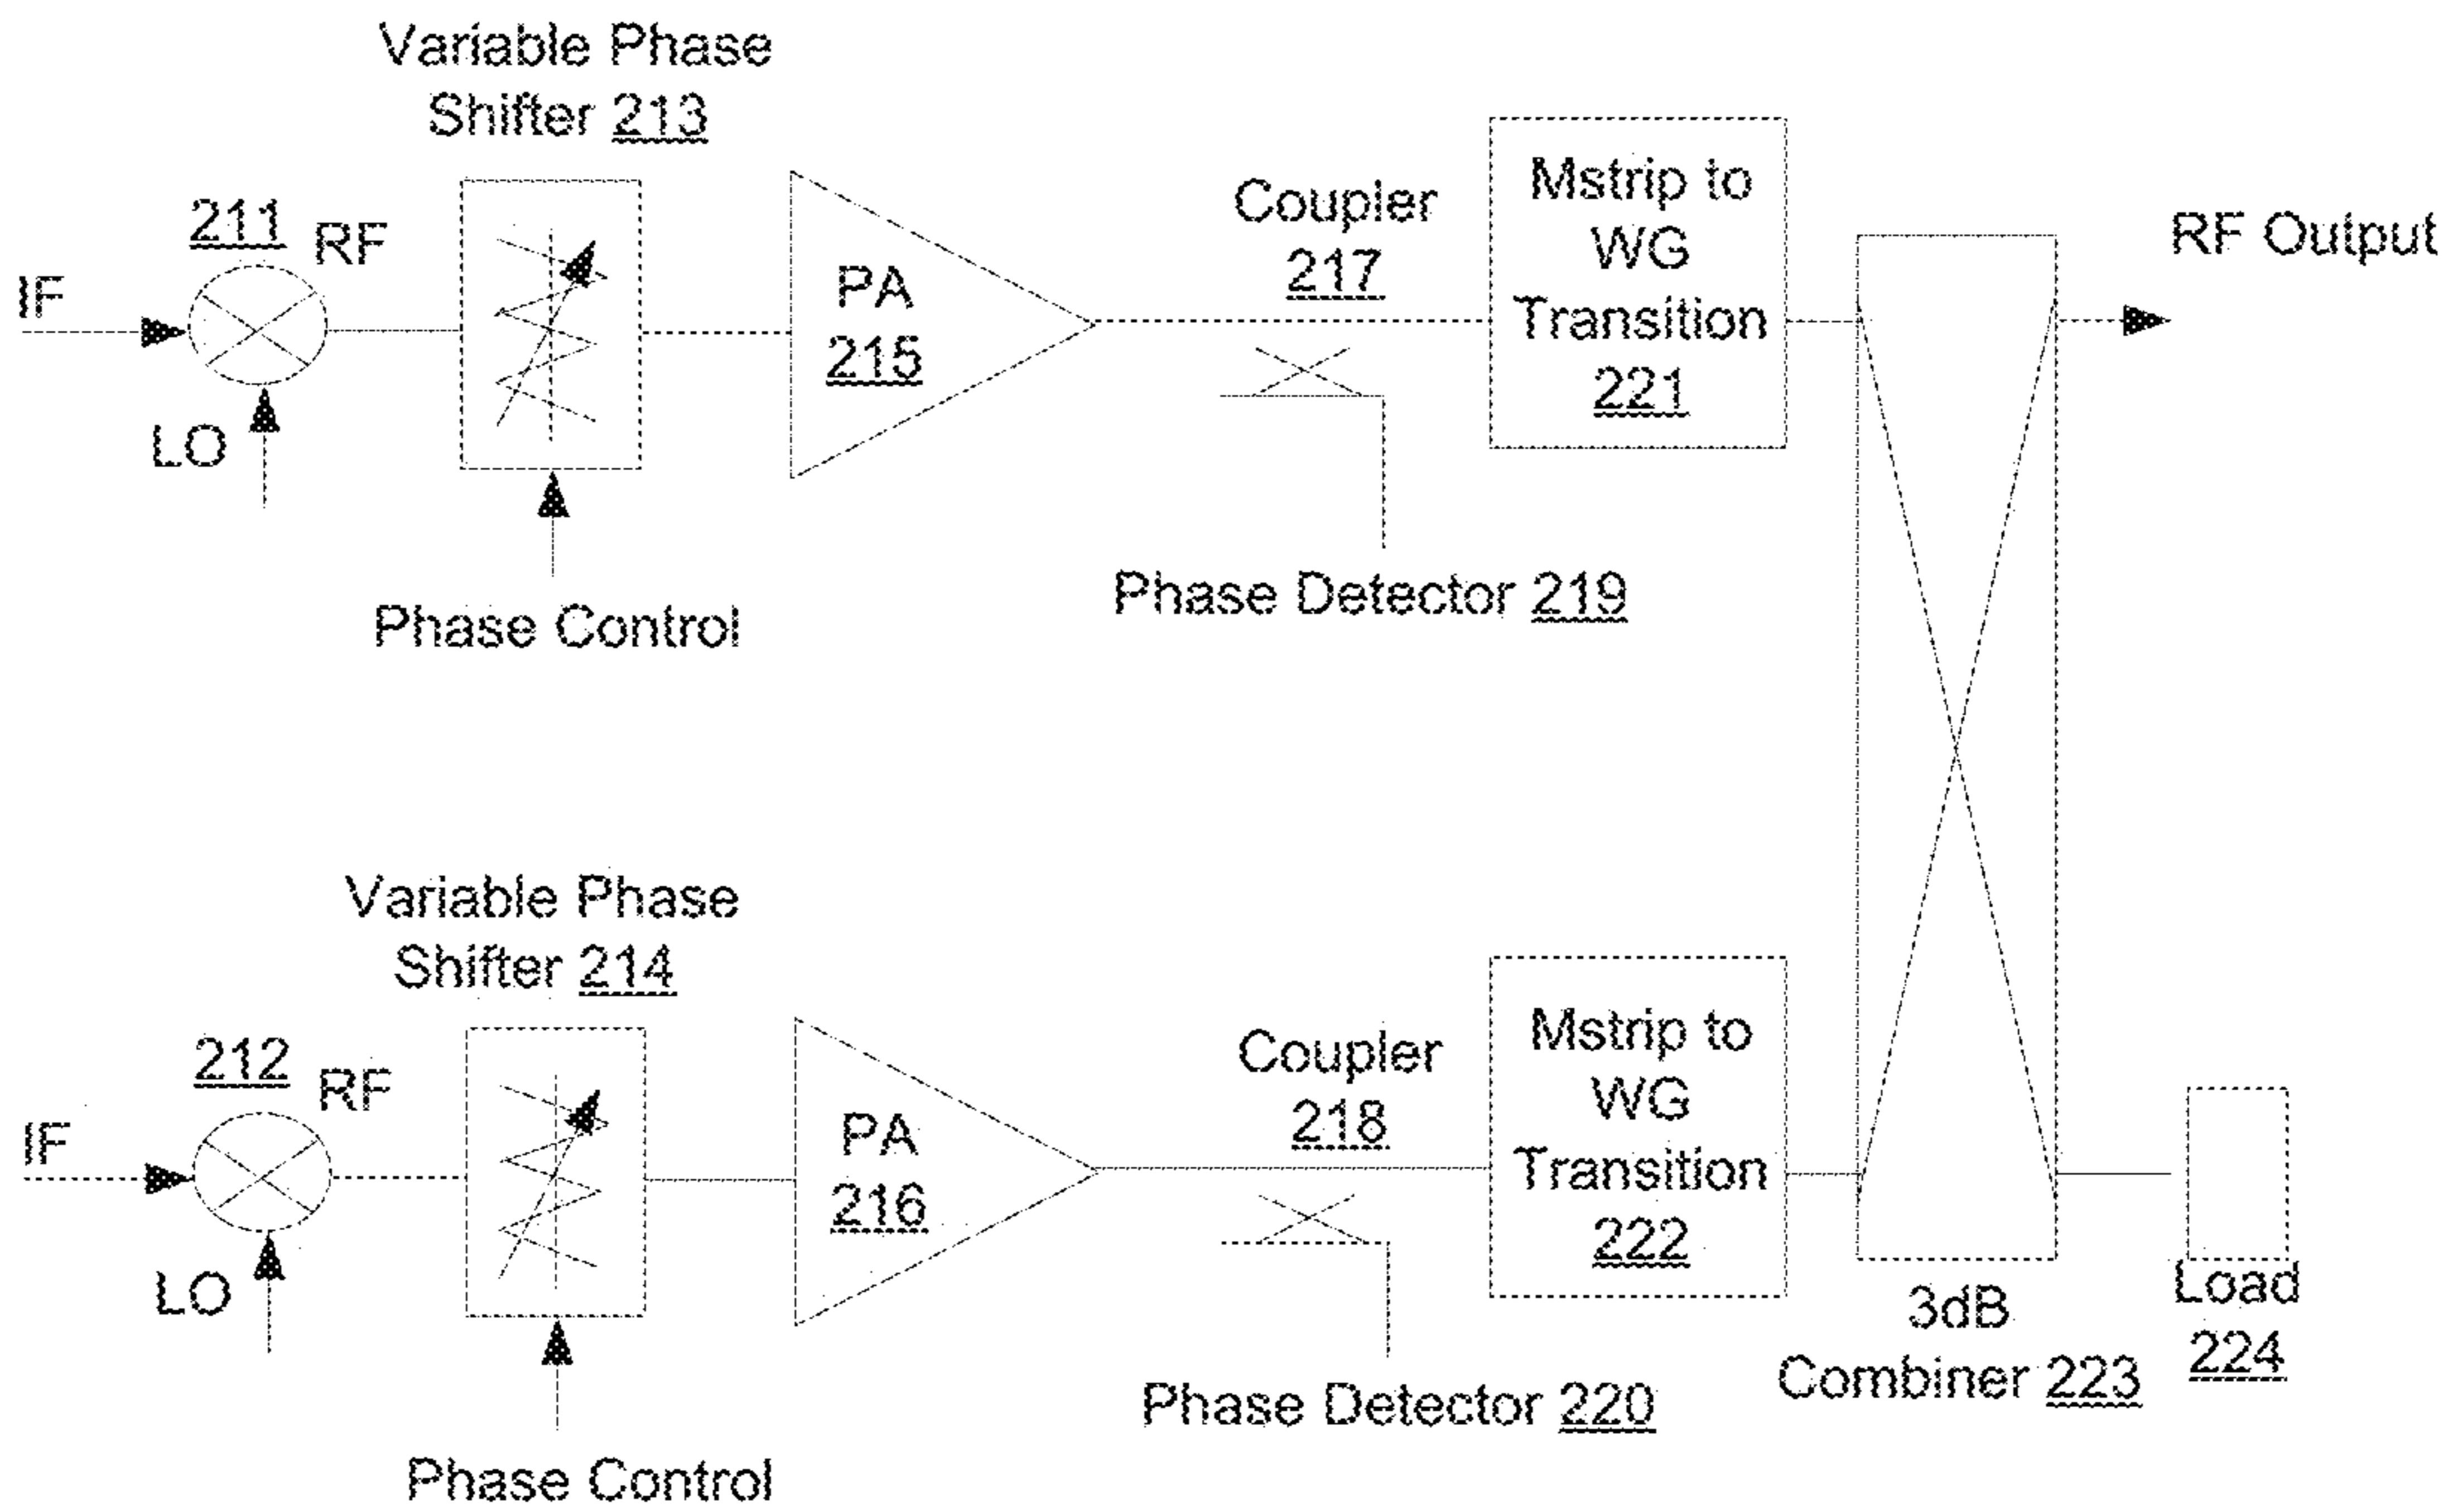 Variable Phase
Shifter 213
211
RF
IF
LO
Phase Control
PA
215
Coupler
217
Phase Detector 219
Mstrip to
WG
Transition
221
RF Output
Variable Phase
Shifter 214
212
RF
IF
LO
Phase Control
PA
216
Coupler
218
Phase Detector 220
Mstrip to
WG
Transition
222
3dB
Combiner 223
Load
224